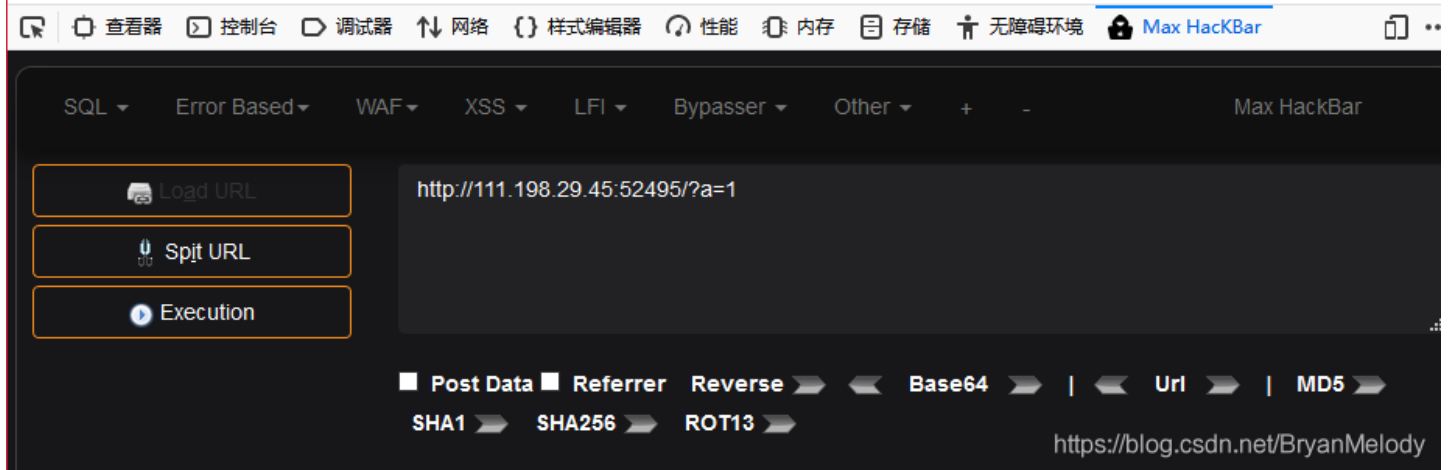 查看器 控制台 调试器 网络 {} 样式编辑器 性能 内存 存储 无障碍环境 Max HacKBar
SQL Error Based WAF XSS LFI Bypasser Other + - Max HackBar
Load URL
http://111.198.29.45:52495/?a=1
Spit URL
Execution
Post Data Referrer Reverse Base64 | Url | MD5
SHA1 SHA256 ROT13
https://blog.csdn.net/BryanMelody